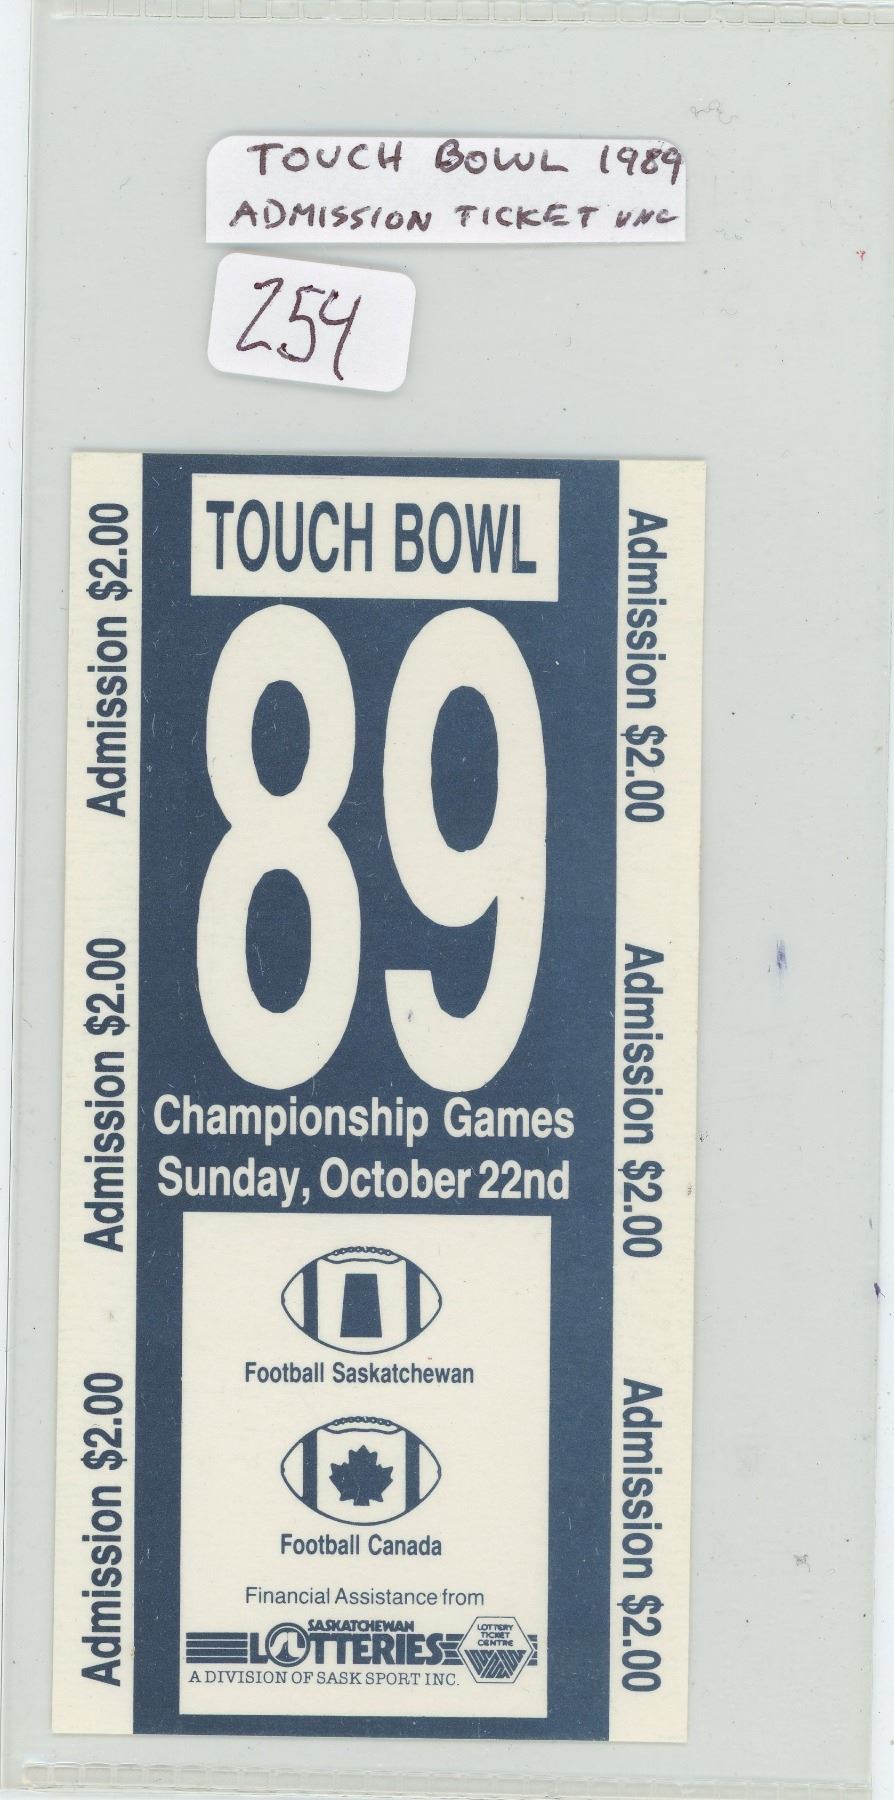 TOUCH BOWL 1989
ADMISSION TICKET UNC
254
TOUCH BOWL
89
Championship Games
Sunday, October 22nd
Football Saskatchewan
Football Canada
Financial Assistance from
SASKATCHEWAN
LOTTERIES
LOTTERY
TICKET
CENTRE
A DIVISION OF SASK SPORT INC.
Admission $2.00
Admission $2.00
Admission $2.00
Admission $2.00
Admission $2.00
Admission $2.00